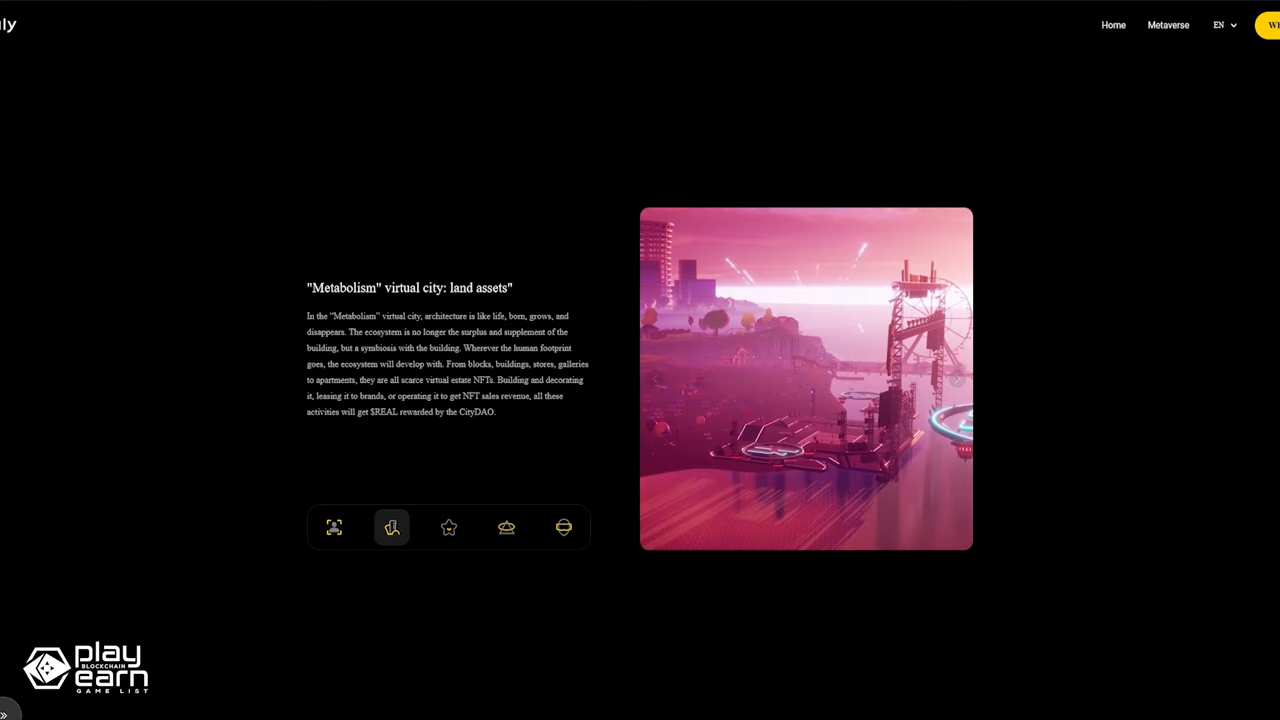 Home Metaverse EN
"Metabolism" virtual city: land assets"
In the "Metabolism" virtual city, architecture is like life, born, grows, and
disappears. The ecosystem is no longer the surplus and supplement of the
building, but a symbiosis with the building. Wherever the human footprint
goes, the ecosystem will develop with. From blocks, buildings, stores, galleries
to apartments, they are all scarce virtual estate NFTs. Building and decorating
it, leasing it to brands, or operating it to get NFT sales revenue, all these
activities will get $REAL rewarded by the CityDAO.
play
BLOCKCHAIN
earn
GAME LIST